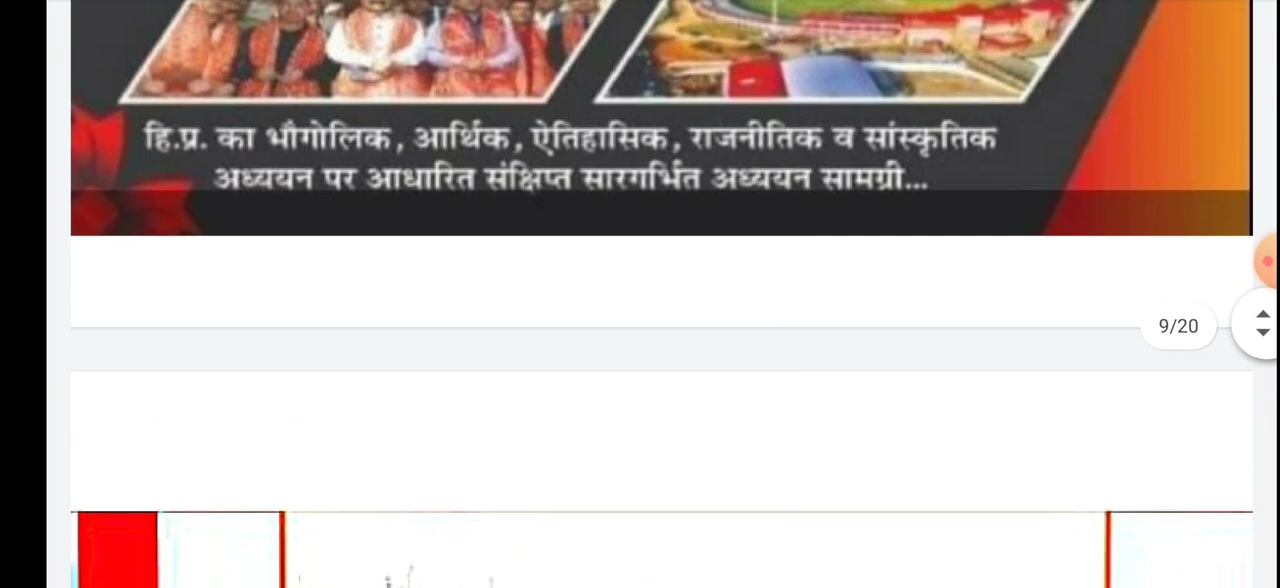 हि.प्र. का भौगोलिक, आर्थिक, ऐतिहासिक, राजनीतिक व सांस्कृतिक
अध्ययन पर आधारित संक्षिप्त सारगर्भित अध्ययन सामग्री...
9/20